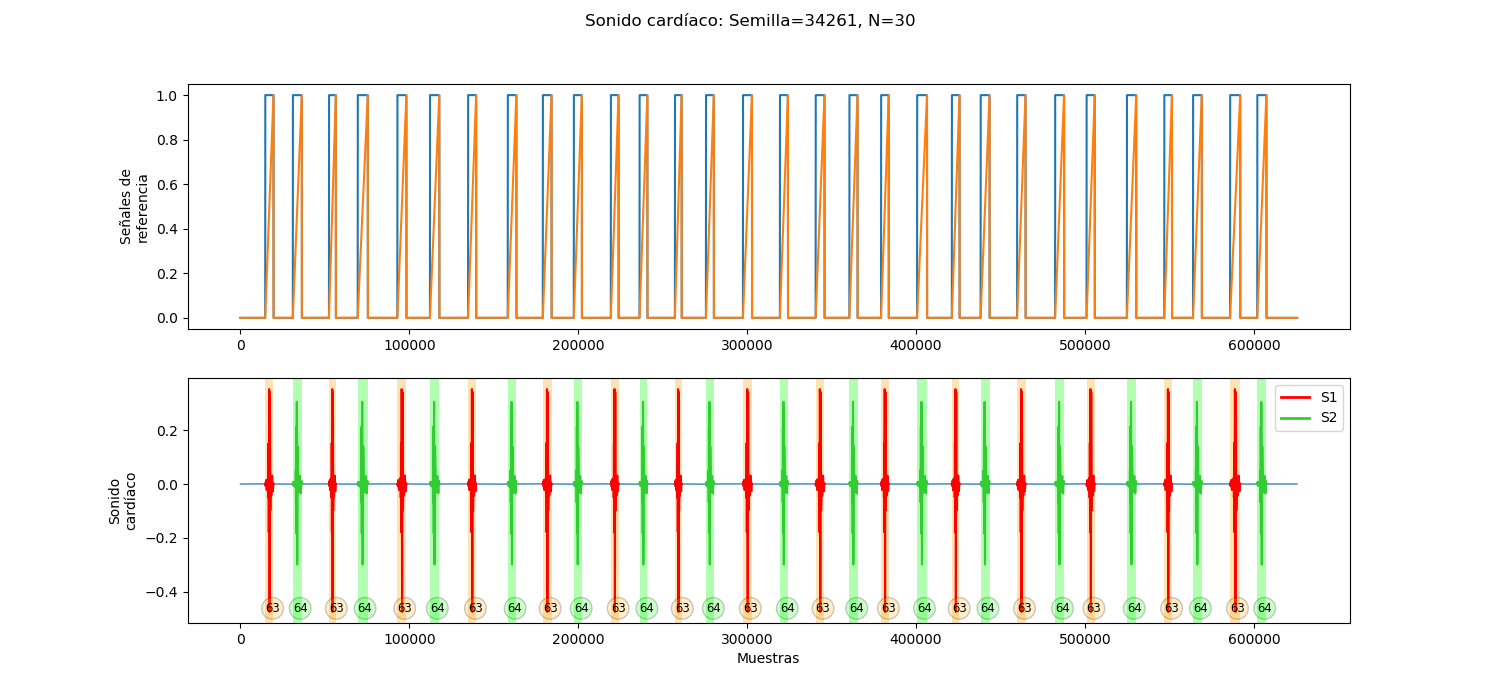 Sonido cardíaco: Semilla=34261, N=30
1.0
0.8
0.6
0.4
0.2
0.0
Señales de
referencia
0 100000 200000 300000 400000 500000 600000
S1
S2
0.2
0.0
−0.2
−0.4
Sonido
cardíaco
63 64 63 64 63 64 63 64 63 64 63 64 63 64 63 64 63 64 63 64 63 64 63 64 63 64 63 64 63 64
0 100000 200000 300000 400000 500000 600000
Muestras